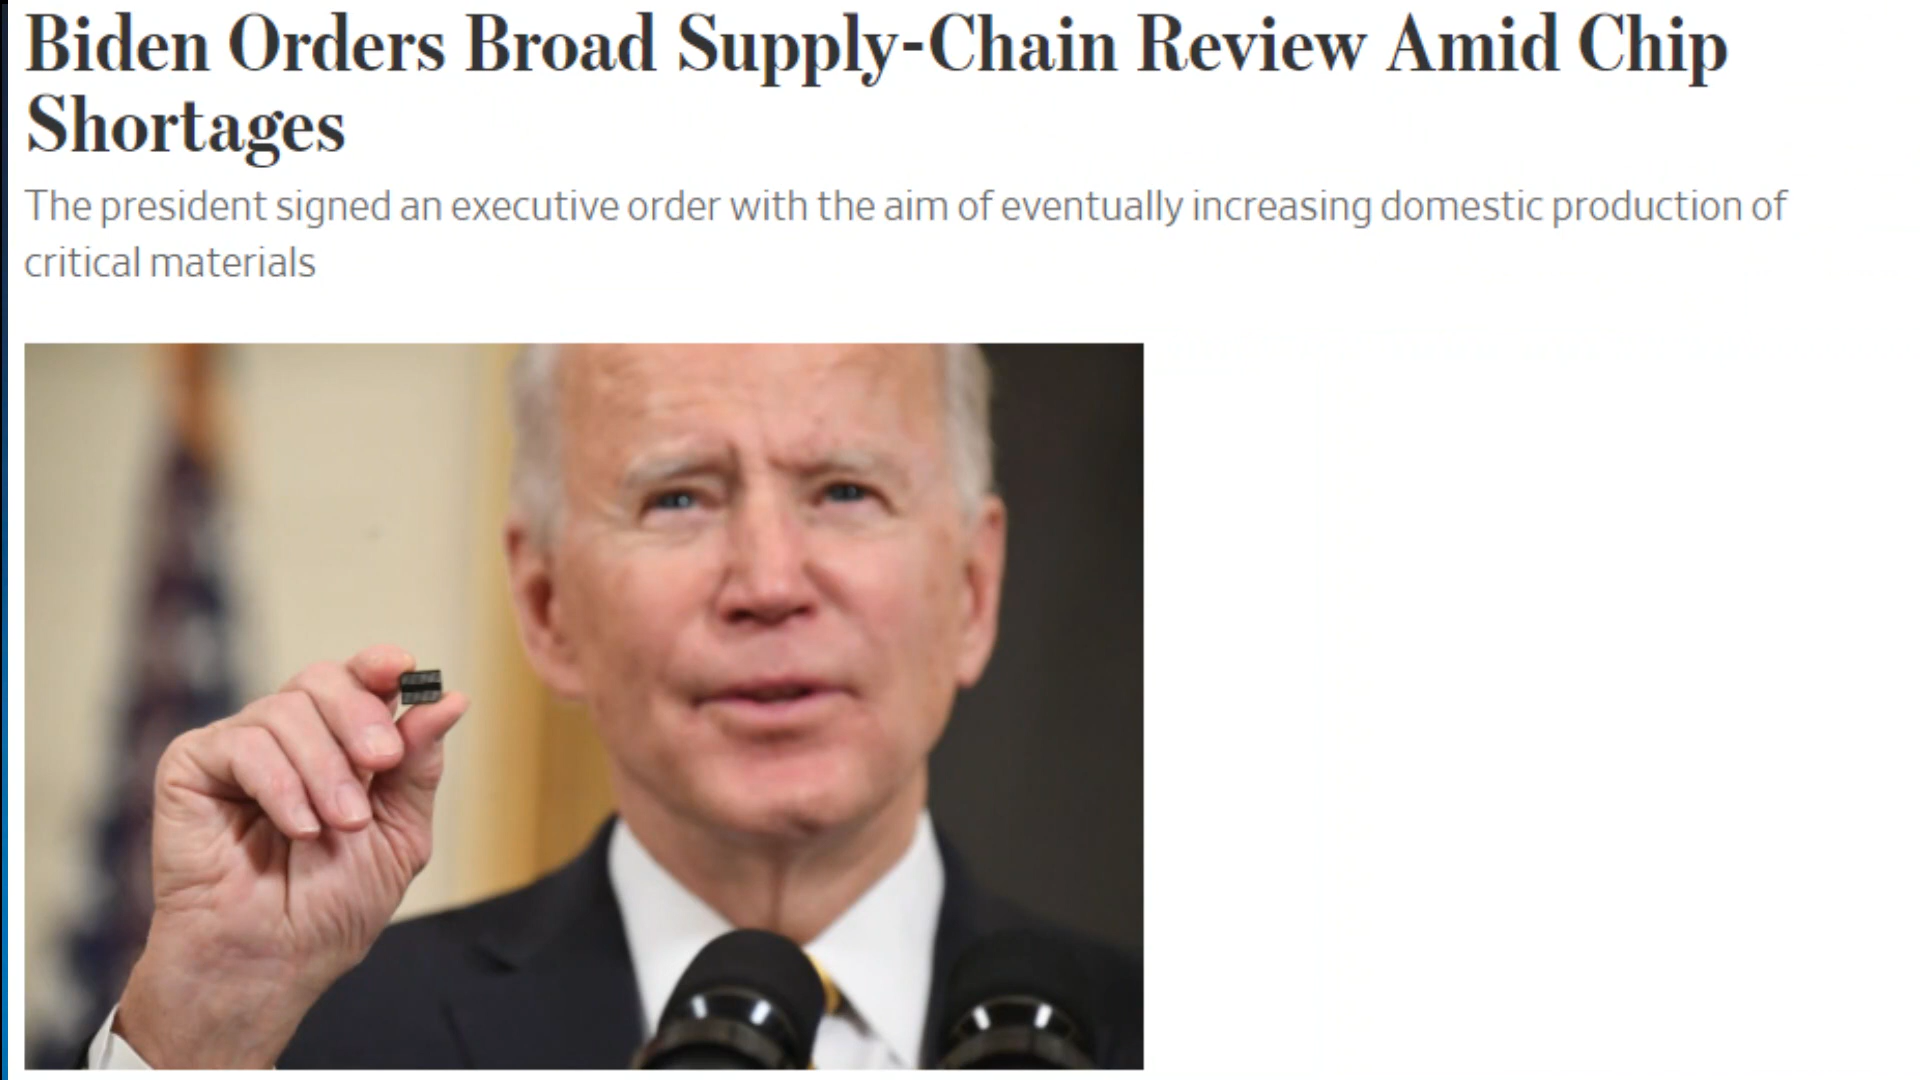 Biden Orders Broad Supply-Chain Review Amid Chip
Shortages
The president signed an executive order with the aim of eventually increasing domestic production of
critical materials